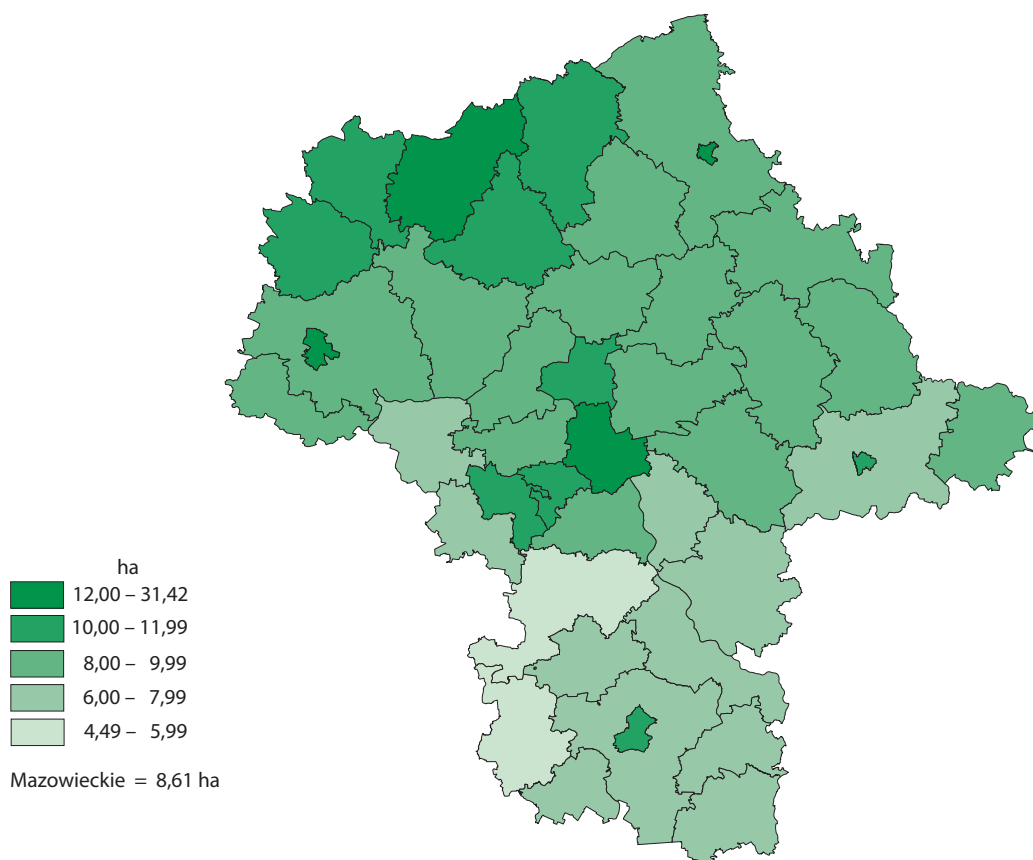 ha
12,00 – 31,42
10,00 – 11,99
8,00 – 9,99
6,00 – 7,99
4,49 – 5,99
Mazowieckie = 8,61 ha